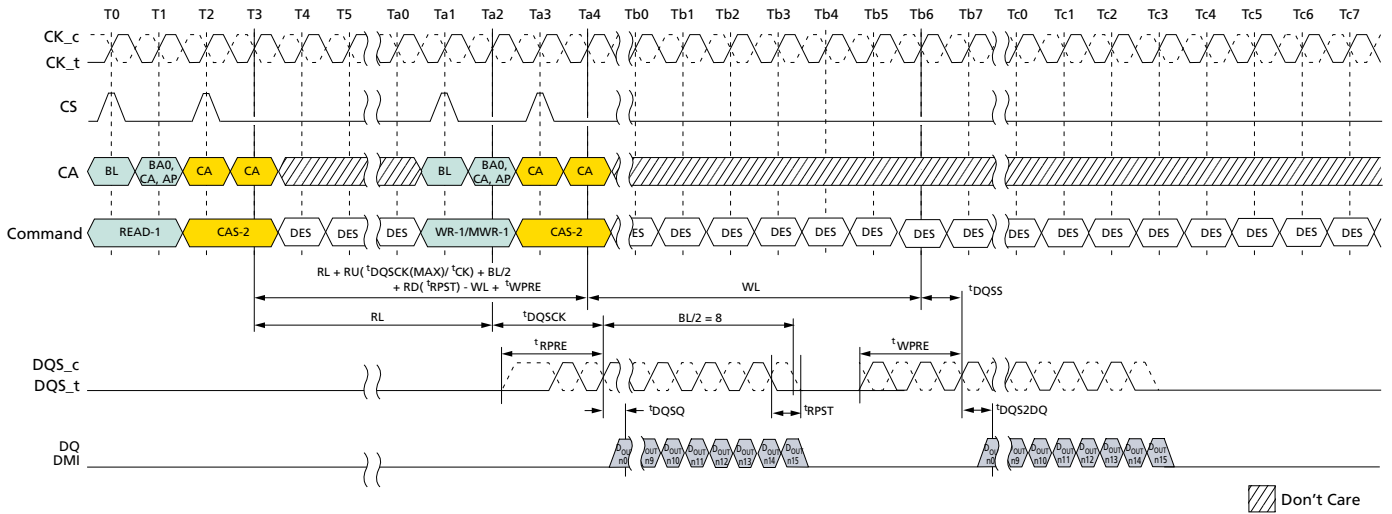 T0 T1 T2 T3 T4 T5 Ta0 Ta1 Ta2 Ta3 Ta4 Tb0 Tb1 Tb2 Tb3 Tb4 Tb5 Tb6 Tb7 Tc0 Tc1 Tc2 Tc3 Tc4 Tc5 Tc6 Tc7
CK_c
CK_t
CS
CA BL BA0, CA, AP CA CA BL BA0, CA, AP CA CA
Command READ-1 CAS-2 DES DES DES WR-1/MWR-1 CAS-2 DES DES DES DES DES DES DES DES DES DES DES DES DES DES DES DES
RL + RU( tDQSCK(MAX)/ tCK) + BL/2
+ RD( tRPST) - WL + tWPRE
WL
tDQSS
RL
tDQSCK
BL/2 = 8
tRPRE
tWPRE
DQS_c
DQS_t
tDQSQ
tRPST
tDQS2DQ
DQ
DMI
DOUT n0 DOUT n9 DOUT n10 DOUT n11 DOUT n12 DOUT n13 DOUT n14 DOUT n15
DOUT n0 DOUT n9 DOUT n10 DOUT n11 DOUT n12 DOUT n13 DOUT n14 DOUT n15
Don't Care